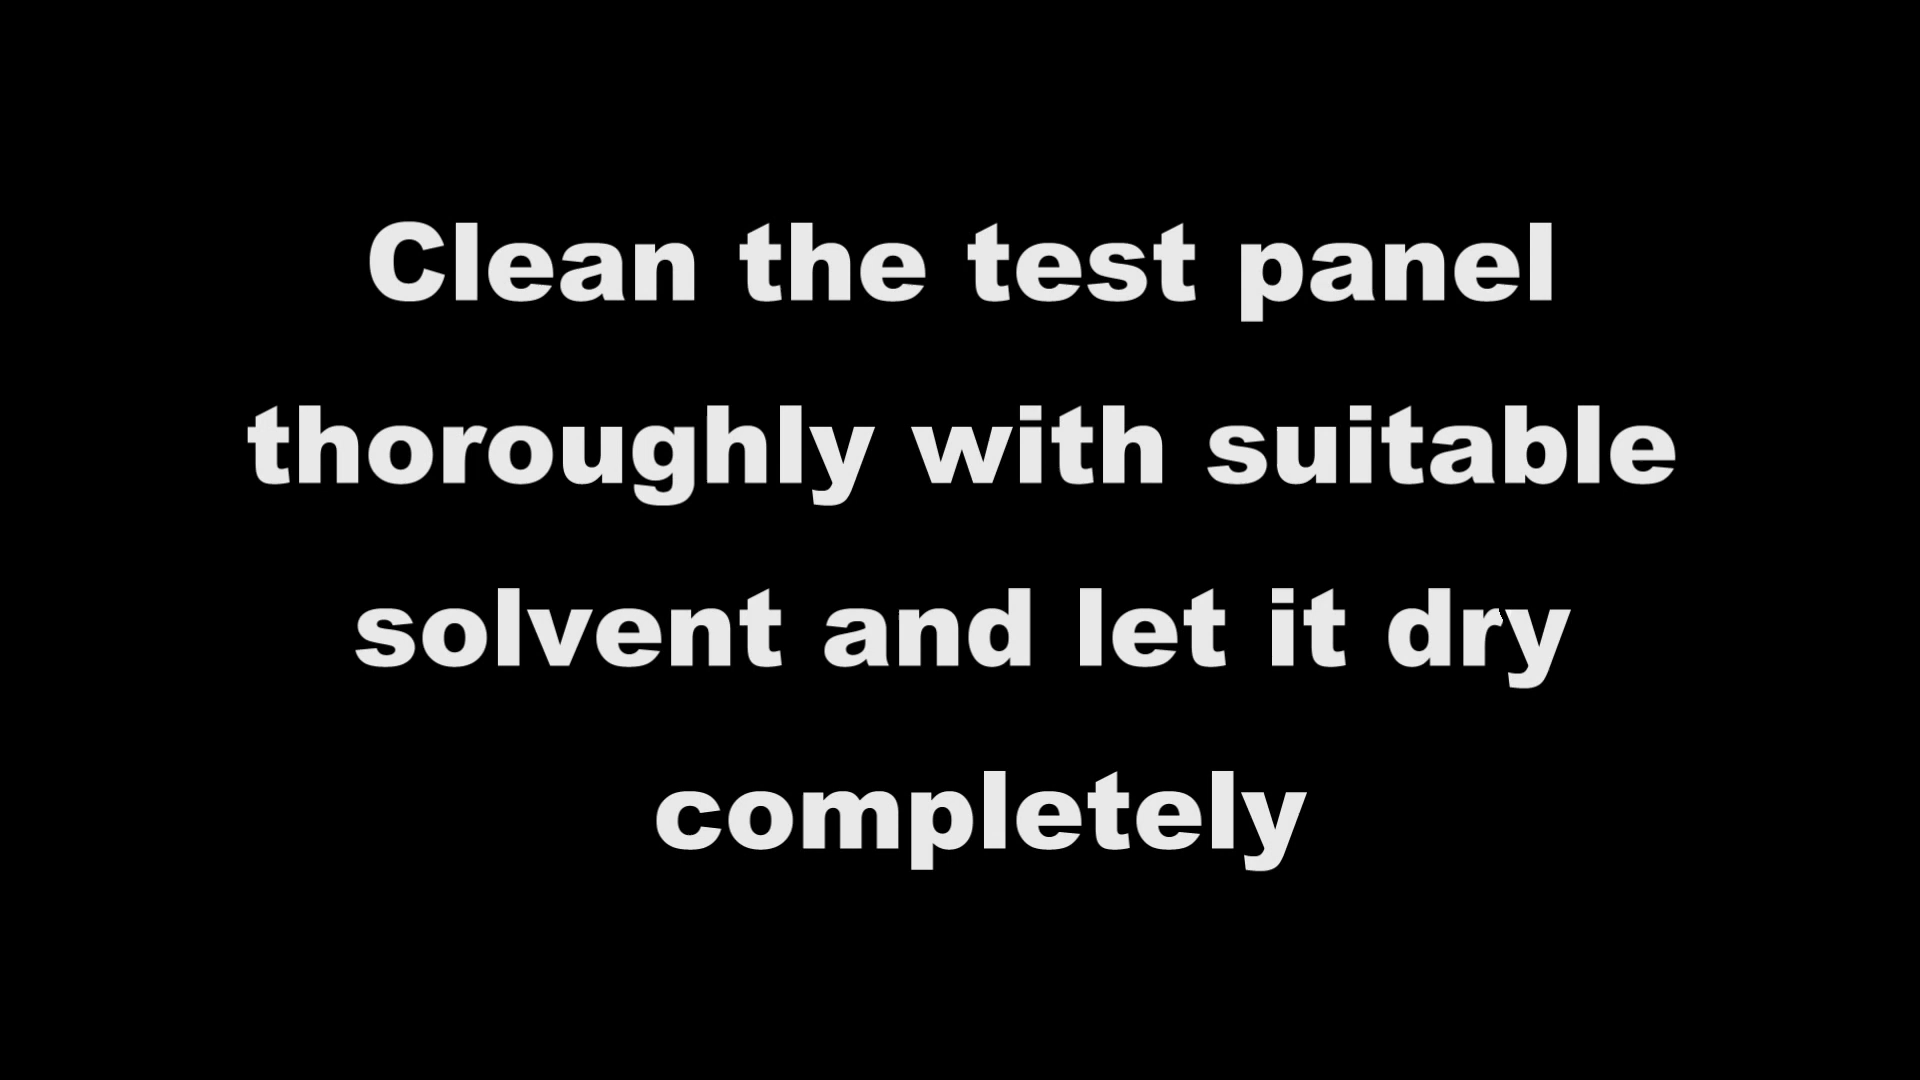 Clean the test panel
thoroughly with suitable
solvent and let it dry
completely